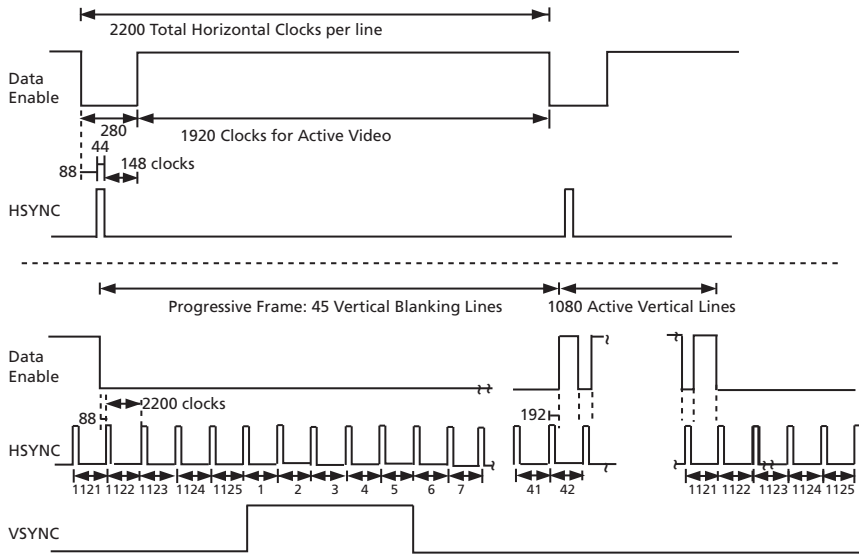 2200 Total Horizontal Clocks per line
Data
Enable
280
1920 Clocks for Active Video
44
88
148 clocks
HSYNC
Progressive Frame: 45 Vertical Blanking Lines
1080 Active Vertical Lines
Data
Enable
88
2200 clocks
192
HSYNC
1121 1122 1123 1124 1125 1 2 3 4 5 6 7 41 42 1121 1122 1123 1124 1125
VSYNC